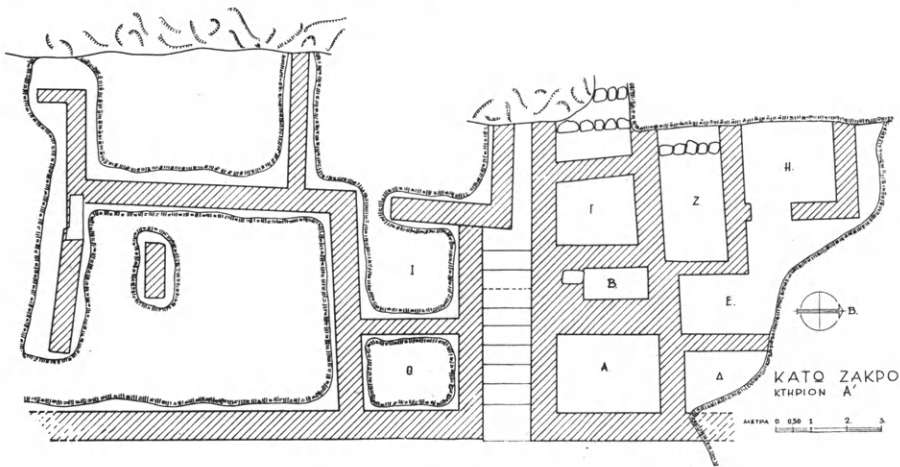 Η.
Γ
Ζ
Ι
Β.
Ε.
Β.
Θ
Α
Δ
ΚΑΤΩ ΖΑΚΡΟ
ΚΤΗΡΙΟΝ Α'
ΜΕΤΡΑ 0 0,50 1 2. 3.